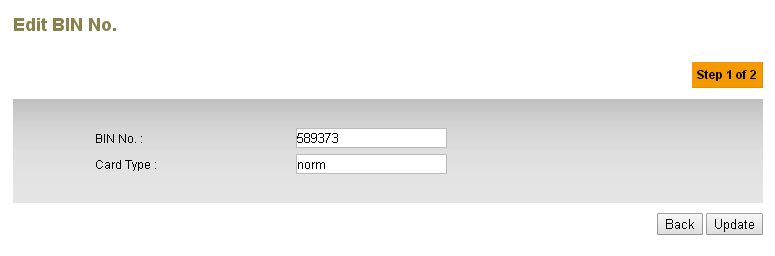 Edit BIN No.
Step 1 of 2
BIN No. : 589373
Card Type : norm
Back Update